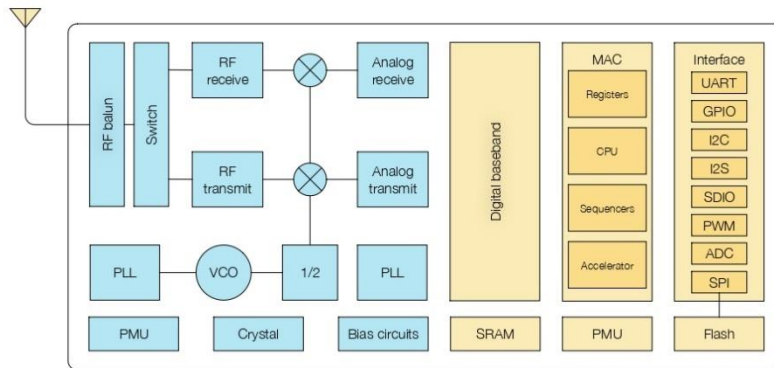 RF balun
Switch
RF
receive
Analog
receive
RF
transmit
Analog
transmit
PLL
VCO
1/2
PLL
PMU
Crystal
Bias circuits
Digital baseband
SRAM
MAC
Registers
CPU
Sequencers
Accelerator
PMU
Interface
UART
GPIO
I2C
I2S
SDIO
PWM
ADC
SPI
Flash